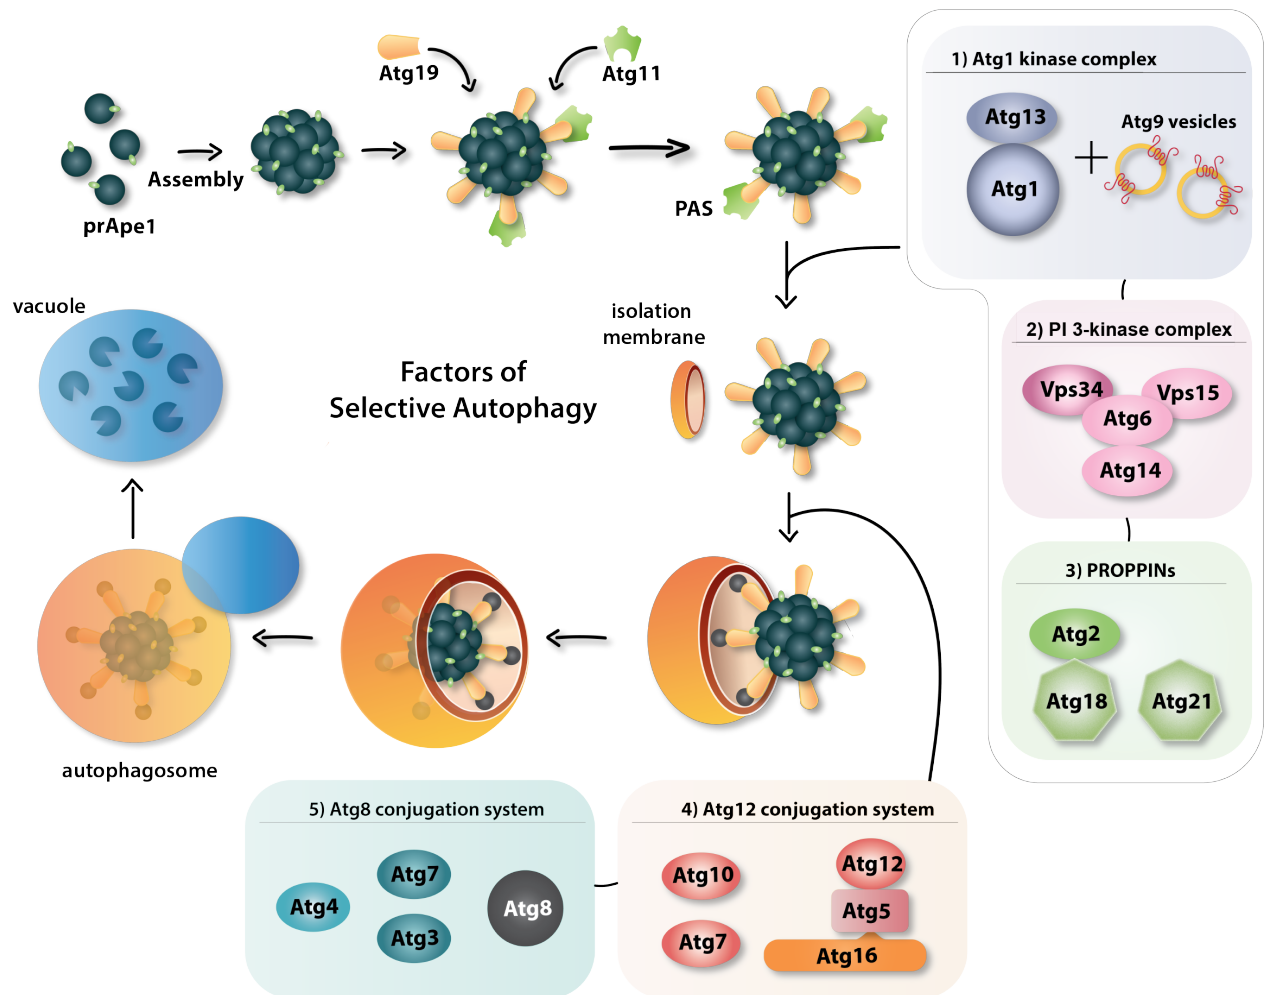 Atg19
Atg11
Assembly
prApe1
PAS
1) Atg1 kinase complex
Atg13
Atg9 vesicles
Atg1
vacuole
isolation
membrane
Factors of
Selective Autophagy
2) PI 3-kinase complex
Vps34
Vps15
Atg6
Atg14
3) PROPPINs
Atg2
Atg18
Atg21
autophagosome
5) Atg8 conjugation system
Atg7
Atg4
Atg8
Atg3
4) Atg12 conjugation system
Atg10
Atg12
Atg5
Atg7
Atg16